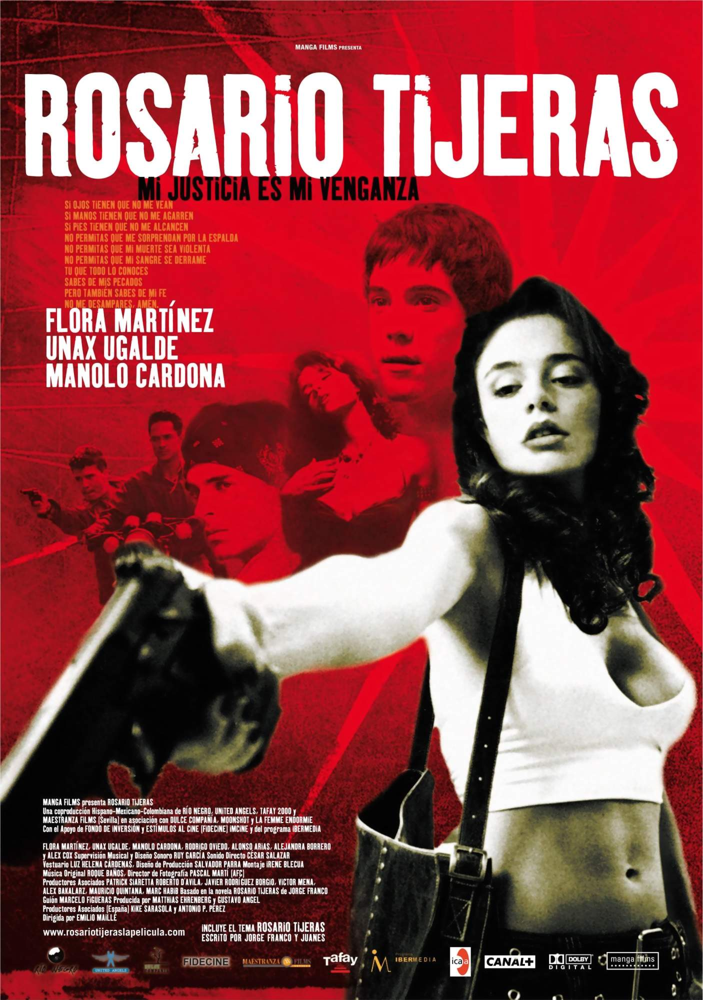 MANGA FILMS PRESENTA
ROSARIO TIJERAS
MI JUSTICIA ES MI VENGANZA
SI OJOS TIENEN QUE NO ME VEAN
SI MANOS TIENEN QUE NO ME AGARREN
SI PIES TIENEN QUE NO ME ALCANCEN
NO PERMITAS QUE ME SORPRENDAN POR LA ESPALDA
NO PERMITAS QUE MI MUERTE SEA VIOLENTA
NO PERMITAS QUE MI SANGRE SE DERRAME
TU QUE TODO LO CONOCES
SABES DE MIS PECADOS
PERO TAMBIÉN SABES DE MI FE
NO ME DESAMPARES, AMÉN.
FLORA MARTÍNEZ
UNAX UGALDE
MANOLO CARDONA
MANGA FILMS presenta ROSARIO TIJERAS
Una coproducción Hispano-Mexicano-Colombiana de RÍO NEGRO, UNITED ANGELS, TAFAY 2000 y
MAESTRANZA FILMS (Sevilla) en asociación con DULCE COMPAÑÍA, MOONSHOT y LA FEMME ENDORMIE
Con el Apoyo de FONDO DE INVERSIÓN y ESTÍMULOS AL CINE (FIDECINE) IMCINE y del programa IBERMEDIA
FLORA MARTÍNEZ, UNAX UGALDE, MANOLO CARDONA, RODRIGO OVIEDO, ALONSO ARIAS, ALEJANDRA BORRERO
y ALEX COX Supervisión Musical y Diseño Sonoro RUY GARCÍA Sonido Directo CÉSAR SALAZAR
Vestuario LUZ HELENA CÁRDENAS, Diseño de Producción SALVADOR PARRA Montaje IRENE BLECUA
Música Original ROQUE BAÑOS, Director de Fotografía PASCAL MARTÍ (AFC)
Productores Asociados PATRICK SIARETTA ROBERTO D'AVILA, JAVIER RODRÍGUEZ BORGIO, VICTOR MENA,
ALEX BAKALARZ, MAURICIO QUINTANA, MARC HABIB Basado en la novela ROSARIO TIJERAS de JORGE FRANCO
Guión MARCELO FIGUERAS Producida por MATTHIAS EHRENBERG y GUSTAVO ANGEL
Productores Asociados (España) KIKE SARASOLA y ANTONIO P. PÉREZ
Dirigida por EMILIO MAILLÉ
www.rosariotijeraslapelicula.com
INCLUYE EL TEMA ROSARIO TIJERAS
ESCRITO POR JORGE FRANCO Y JUANES
RIO NEGRO
UNITED ANGELS
DULCE COMPAÑIA
FIDECINE
MAESTRANZA FILMS
Tafay
Programa IBERMEDIA
icaa
CANAL+
DOLBY DIGITAL
manga films